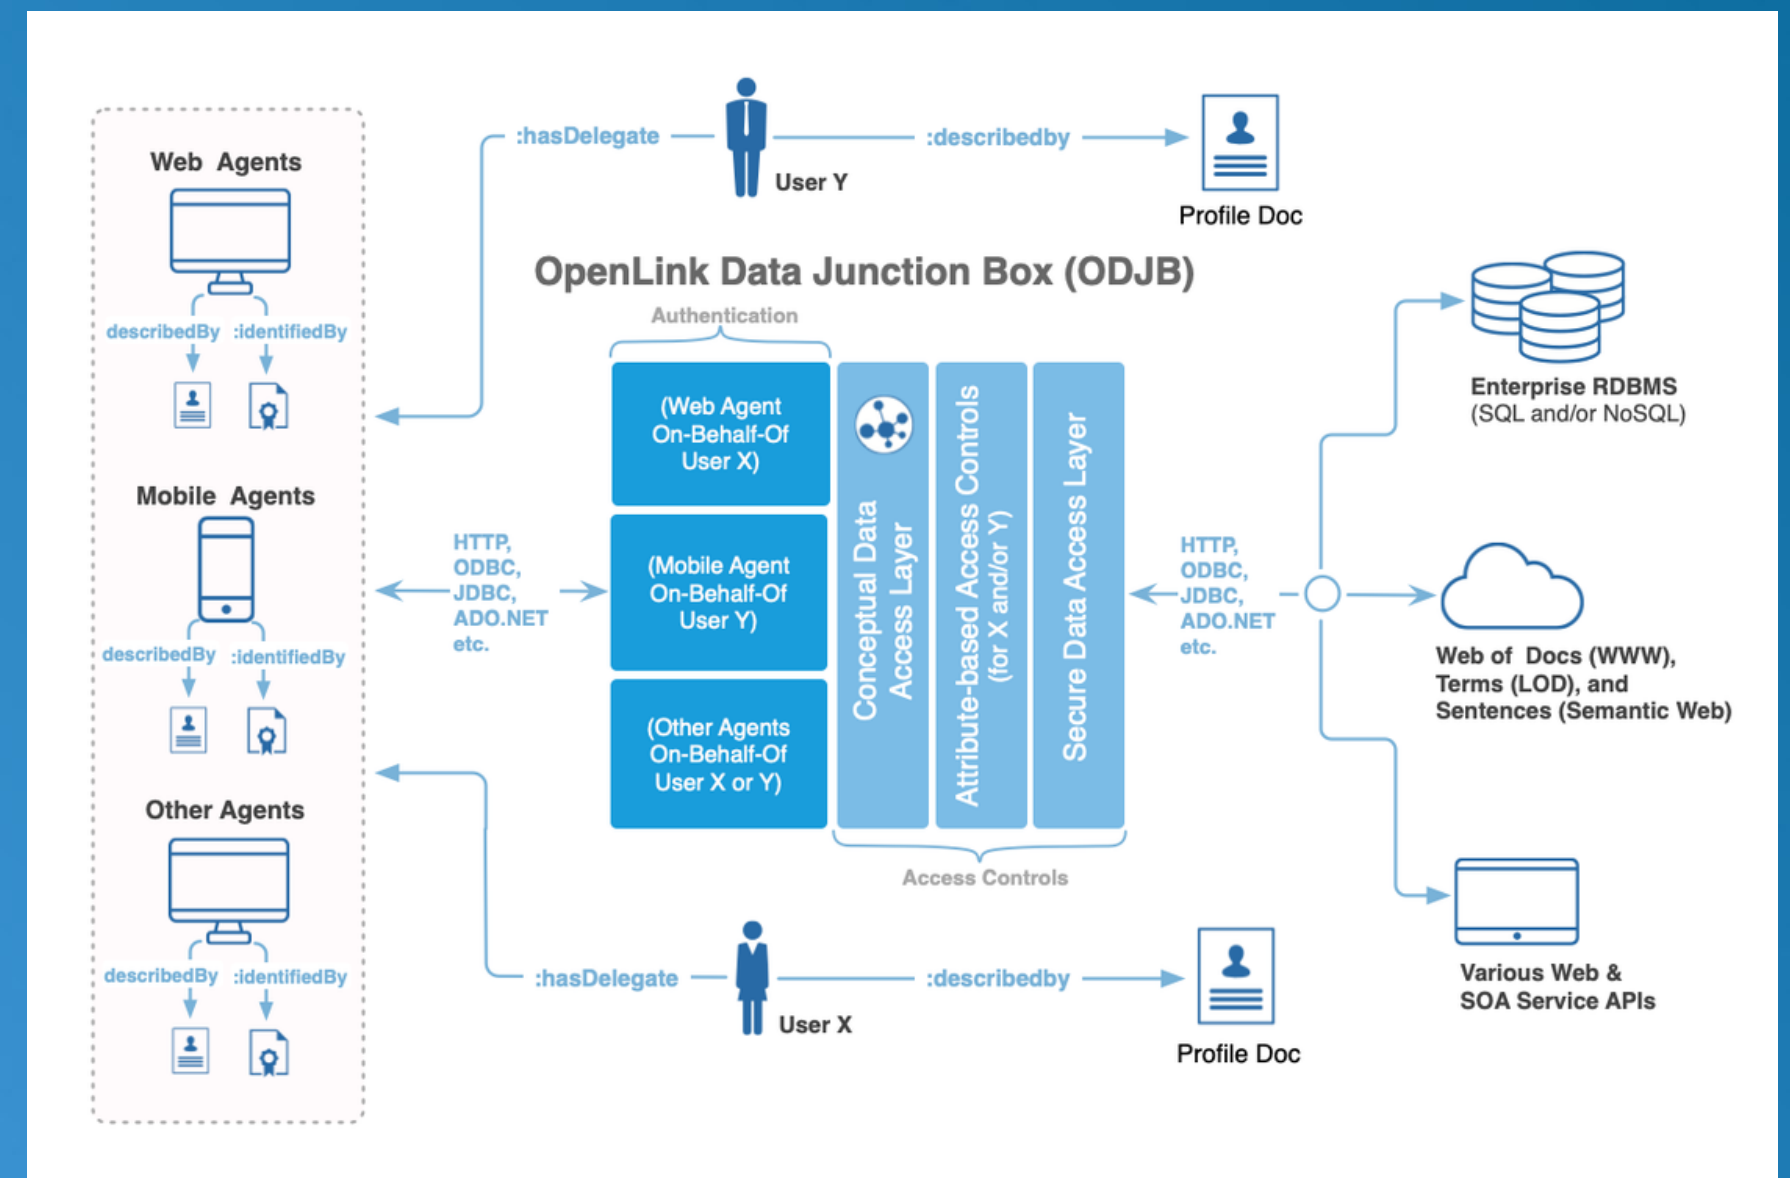 :hasDelegate
:describedby
User Y
Profile Doc
Web Agents
describedBy
:identifiedBy
Mobile Agents
describedBy
:identifiedBy
Other Agents
describedBy
:identifiedBy
HTTP,
ODBC,
JDBC,
ADO.NET
etc.
OpenLink Data Junction Box (ODJB)
Authentication
(Web Agent
On-Behalf-Of
User X)
(Mobile Agent
On-Behalf-Of
User Y)
(Other Agents
On-Behalf-Of
User X or Y)
Conceptual Data
Access Layer
Attribute-based Access Controls
(for X and/or Y)
Secure Data Access Layer
Access Controls
HTTP,
ODBC,
JDBC,
ADO.NET
etc.
Enterprise RDBMS
(SQL and/or NoSQL)
Web of Docs (WWW),
Terms (LOD), and
Sentences (Semantic Web)
Various Web &
SOA Service APIs
:hasDelegate
:describedby
User X
Profile Doc